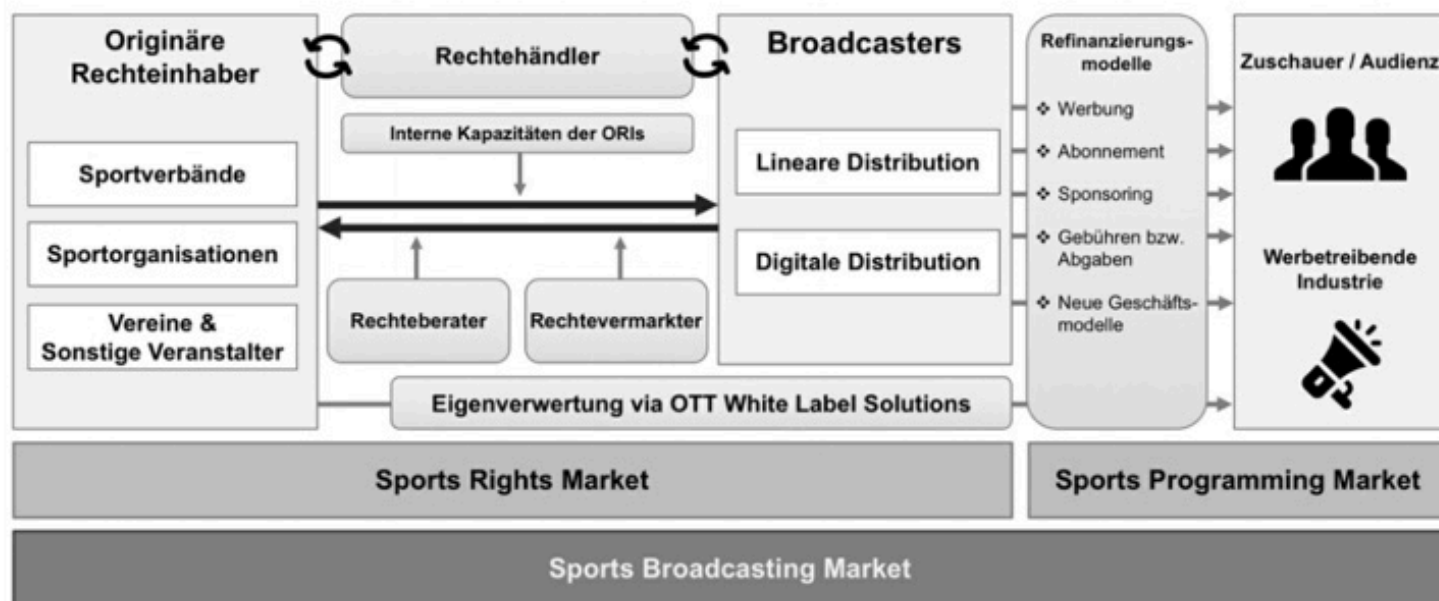 Originäre
Rechteinhaber
Sportverbände
Sportorganisationen
Vereine &
Sonstige Veranstalter
Rechtehändler
Interne Kapazitäten der ORIs
Rechteberater
Rechtevermarkter
Broadcasters
Lineare Distribution
Digitale Distribution
Eigenverwertung via OTT White Label Solutions
Refinanzierungs-
modelle
❖ Werbung
❖ Abonnement
❖ Sponsoring
❖ Gebühren bzw.
Abgaben
❖ Neue Geschäfts-
modelle
Zuschauer / Audienz
Werbetreibende
Industrie
Sports Rights Market
Sports Programming Market
Sports Broadcasting Market